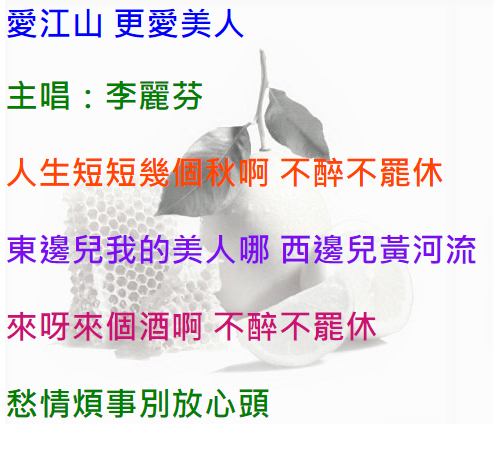 愛江山 更愛美人
主唱：李麗芬
人生短短幾個秋啊 不醉不罷休
東邊兒我的美人哪 西邊兒黃河流
來呀來個酒啊 不醉不罷休
愁情煩事別放心頭